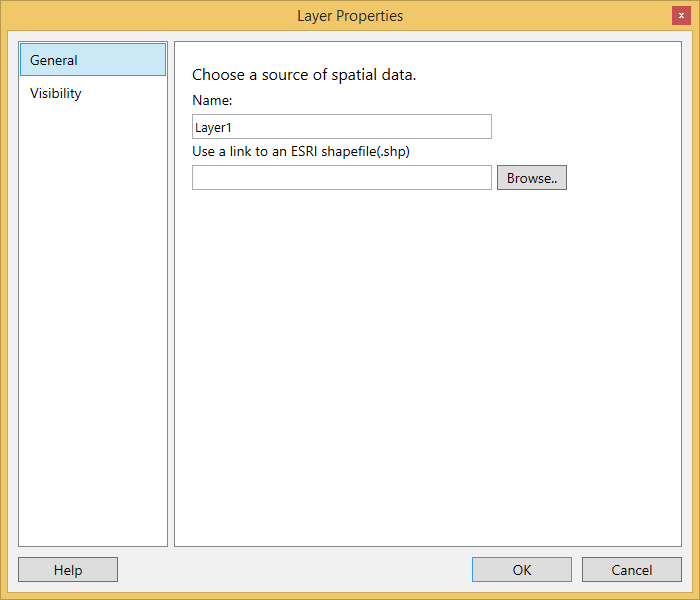 Layer Properties
x
General
Visibility
Choose a source of spatial data.
Name:
Layer1
Use a link to an ESRI shapefile(.shp)
Browse..
Help
OK
Cancel